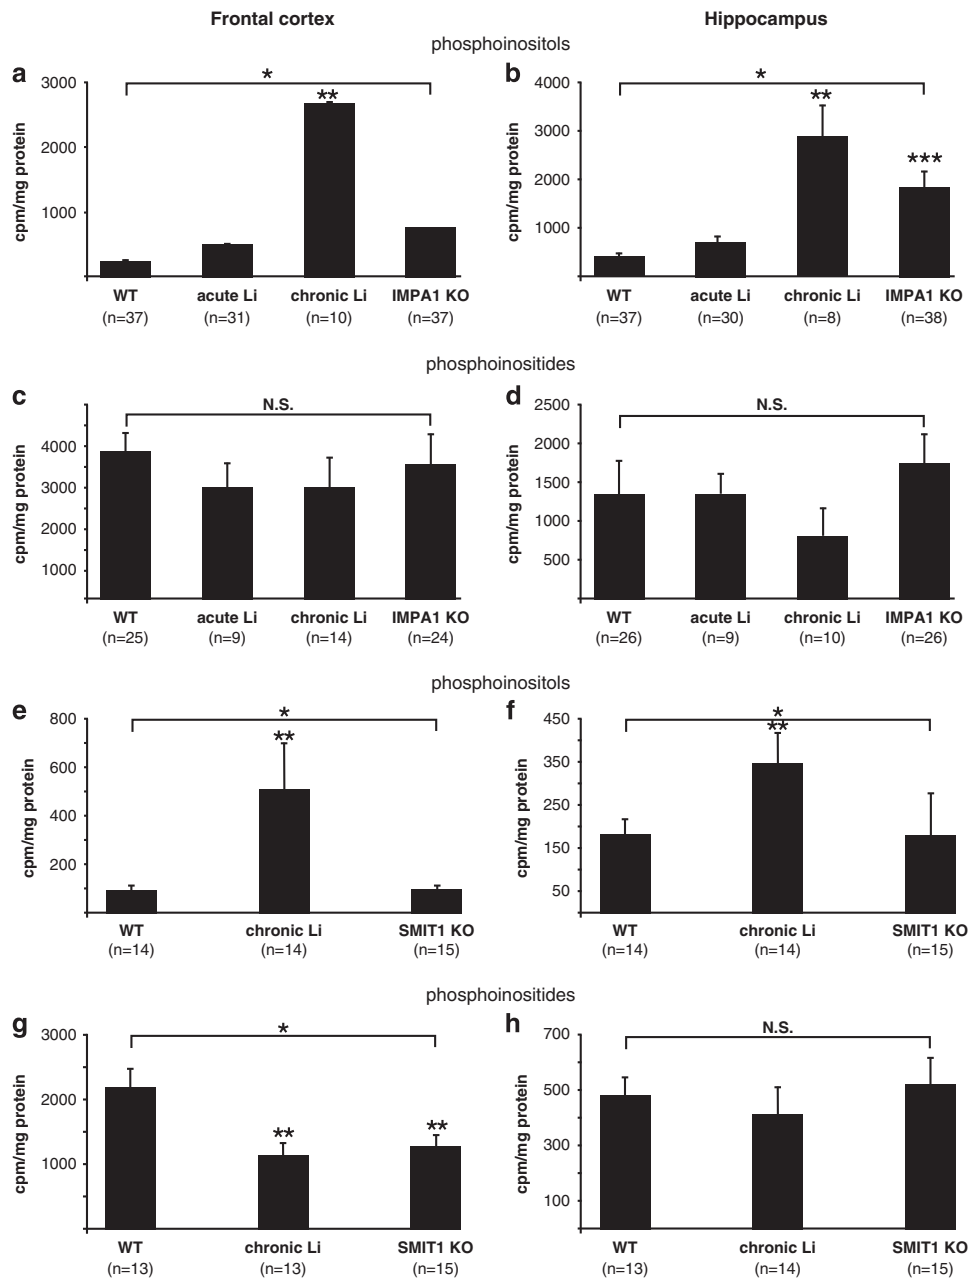 Frontal cortex Hippocampus
phosphoinositols
a b
* *
3000 ** 4000 **
3000
2000 ***
2000
1000
1000
cpm/mg protein cpm/mg protein
WT acute Li chronic Li IMPA1 KO WT acute Li chronic Li IMPA1 KO
(n=37) (n=31) (n=10) (n=37) (n=37) (n=30) (n=8) (n=38)
phosphoinositides
c d
N.S. N.S.
4000 2500
3000 2000
2000 1500
1000 1000
500
cpm/mg protein cpm/mg protein
WT acute Li chronic Li IMPA1 KO WT acute Li chronic Li IMPA1 KO
(n=25) (n=9) (n=14) (n=24) (n=26) (n=9) (n=10) (n=26)
phosphoinositols
e f
* *
** **
800 450
600 350
400 250
200 150
50
cpm/mg protein cpm/mg protein
WT chronic Li SMIT1 KO WT chronic Li SMIT1 KO
(n=14) (n=14) (n=15) (n=14) (n=14) (n=15)
phosphoinositides
g h
* N.S.
3000 700
2000 500
** ** 300
1000 100
cpm/mg protein cpm/mg protein
WT chronic Li SMIT1 KO WT chronic Li SMIT1 KO
(n=13) (n=13) (n=15) (n=13) (n=14) (n=15)